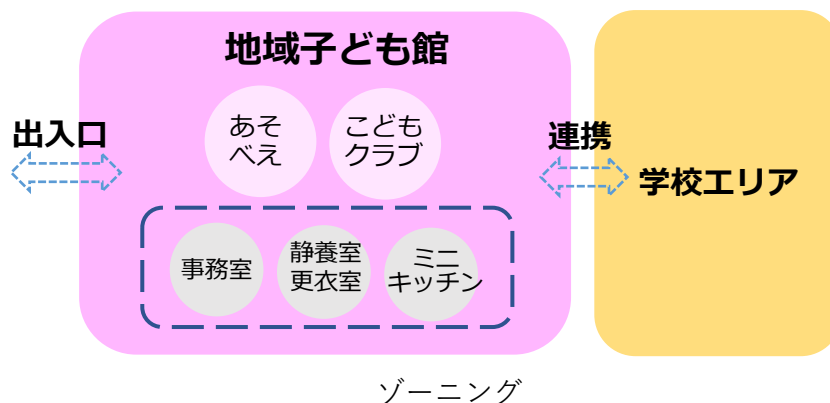 地域子ども館
出入口
あそ
べえ
こども
クラブ
連携
学校エリア
事務室
静養室
更衣室
ミニ
キッチン
ゾーニング